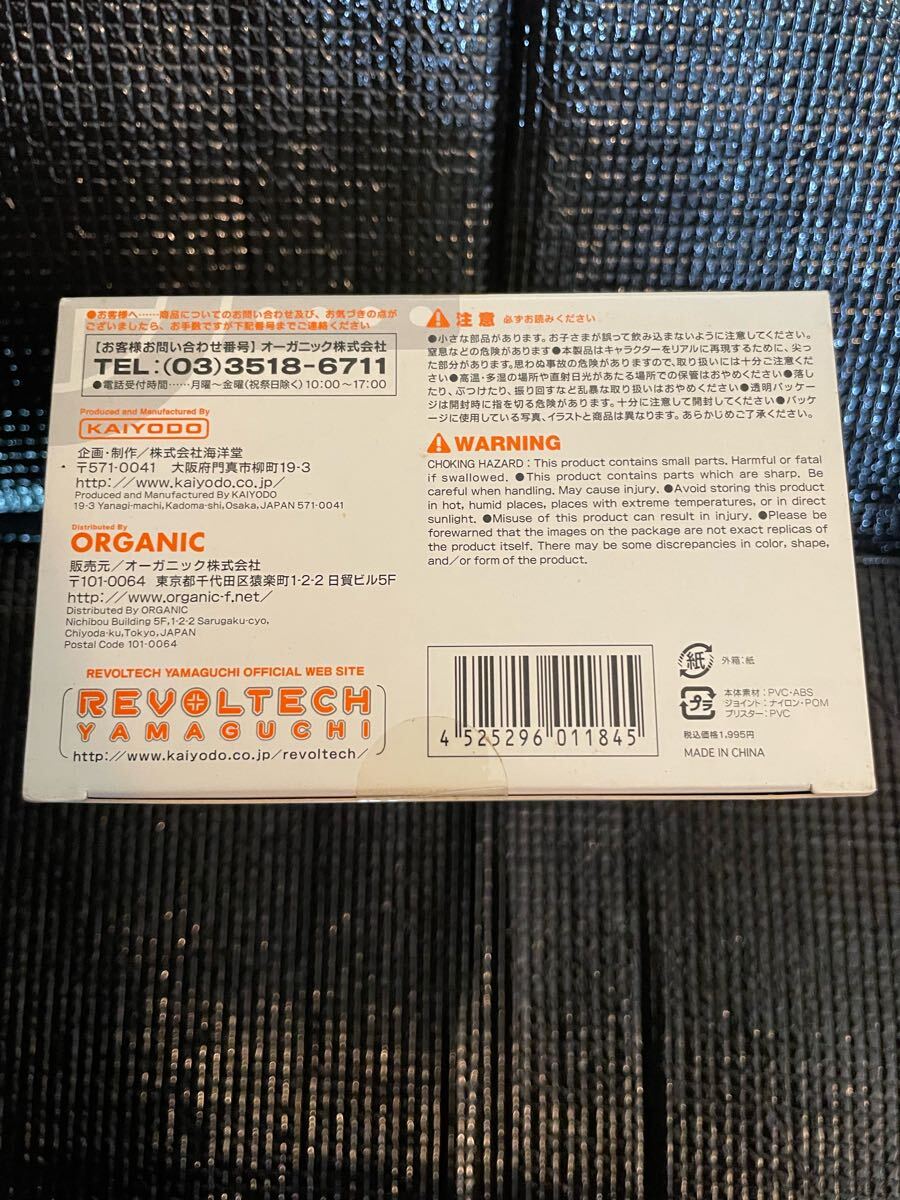 ●お客様へ……商品についてのお問い合わせ及び、お気づきの点が
ございましたら、お手数ですが下記番号までご連絡ください
【お客様お問い合わせ番号】オーガニック株式会社
TEL:(03)3518-6711
●電話受付時間……月曜〜金曜(祝祭日除く)10:00〜17:00
Produced and Manufactured By
KAIYODO
企画・制作/株式会社海洋堂
〒571-0041 大阪府門真市柳町19-3
http://www.kaiyodo.co.jp/
Produced and Manufactured By KAIYODO
19-3 Yanagi-machi, Kadoma-shi, Osaka, JAPAN 571-0041
Distributed By
ORGANIC
販売元/オーガニック株式会社
〒101-0064 東京都千代田区猿楽町1-2-2 日貿ビル5F
http://www.organic-f.net/
Distributed By ORGANIC
Nichibou Building 5F,1-2-2 Sarugaku-cyo,
Chiyoda-ku,Tokyo,JAPAN
Postal Code 101-0064
REVOLTECH YAMAGUCHI OFFICIAL WEB SITE
REVOLTECH
YAMAGUCHI
http://www.kaiyodo.co.jp/revoltech/
注意 必ずお読みください
●小さな部品があります。お子さまが誤って飲み込まないように注意してください。
窒息などの危険があります●本製品はキャラクターをリアルに再現するために、尖っ
た部分があります。思わぬ事故の危険がありますので、取り扱いには十分ご注意くだ
さい●高温・多湿の場所や直射日光があたる場所での保管はおやめください●落し
たり、ぶつけたり、振り回すなど乱暴な取り扱いはおやめください●透明パッケー
ジは開封時に指を切る危険があります。十分に注意して開封してください●パッケー
ジに使用している写真、イラストと商品は異なります。あらかじめご了承ください。
WARNING
CHOKING HAZARD : This product contains small parts. Harmful or fatal
if swallowed. ●This product contains parts which are sharp. Be
careful when handling. May cause injury. ●Avoid storing this product
in hot, humid places, places with extreme temperatures, or in direct
sunlight. ●Misuse of this product can result in injury. ●Please be
forewarned that the images on the package are not exact replicas of
the product itself. There may be some discrepancies in color, shape,
and/or form of the product.
4 525296 011845
紙 外箱:紙
プラ 本体素材:PVC・ABS
ジョイント:ナイロン・POM
ブリスター:PVC
税込価格1,995円
MADE IN CHINA